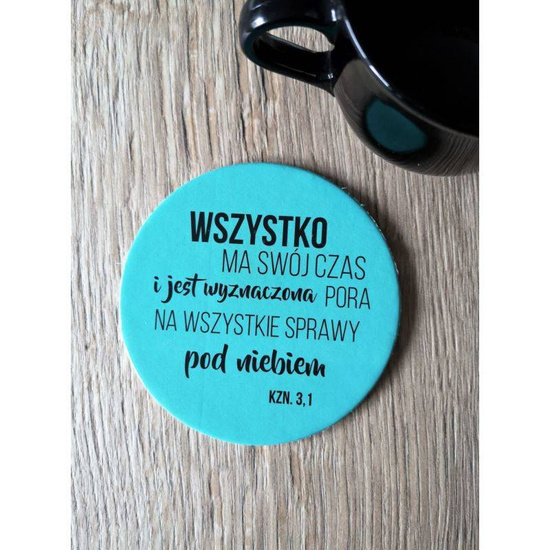 WSZYSTKO
MA SWÓJ CZAS
i jest wyznaczona PORA
NA WSZYSTKIE SPRAWY
pod niebiem
KZN. 3,1